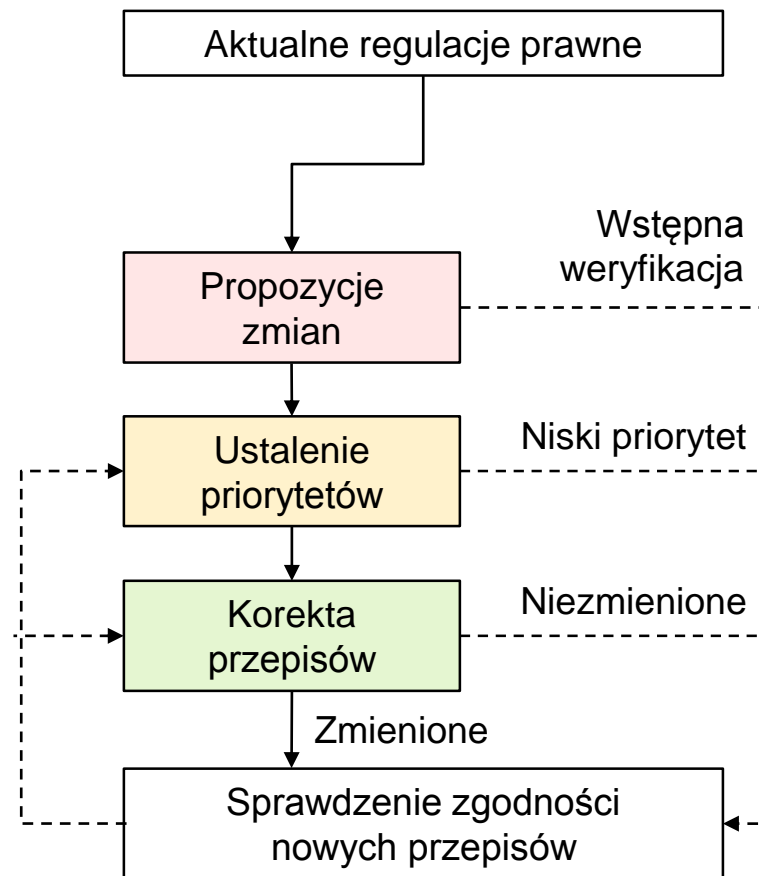 Aktualne regulacje prawne
Wstępna
weryfikacja
Propozycje
zmian
Ustalenie
priorytetów
Niski priorytet
Korekta
przepisów
Niezmienione
Zmienione
Sprawdzenie zgodności
nowych przepisów